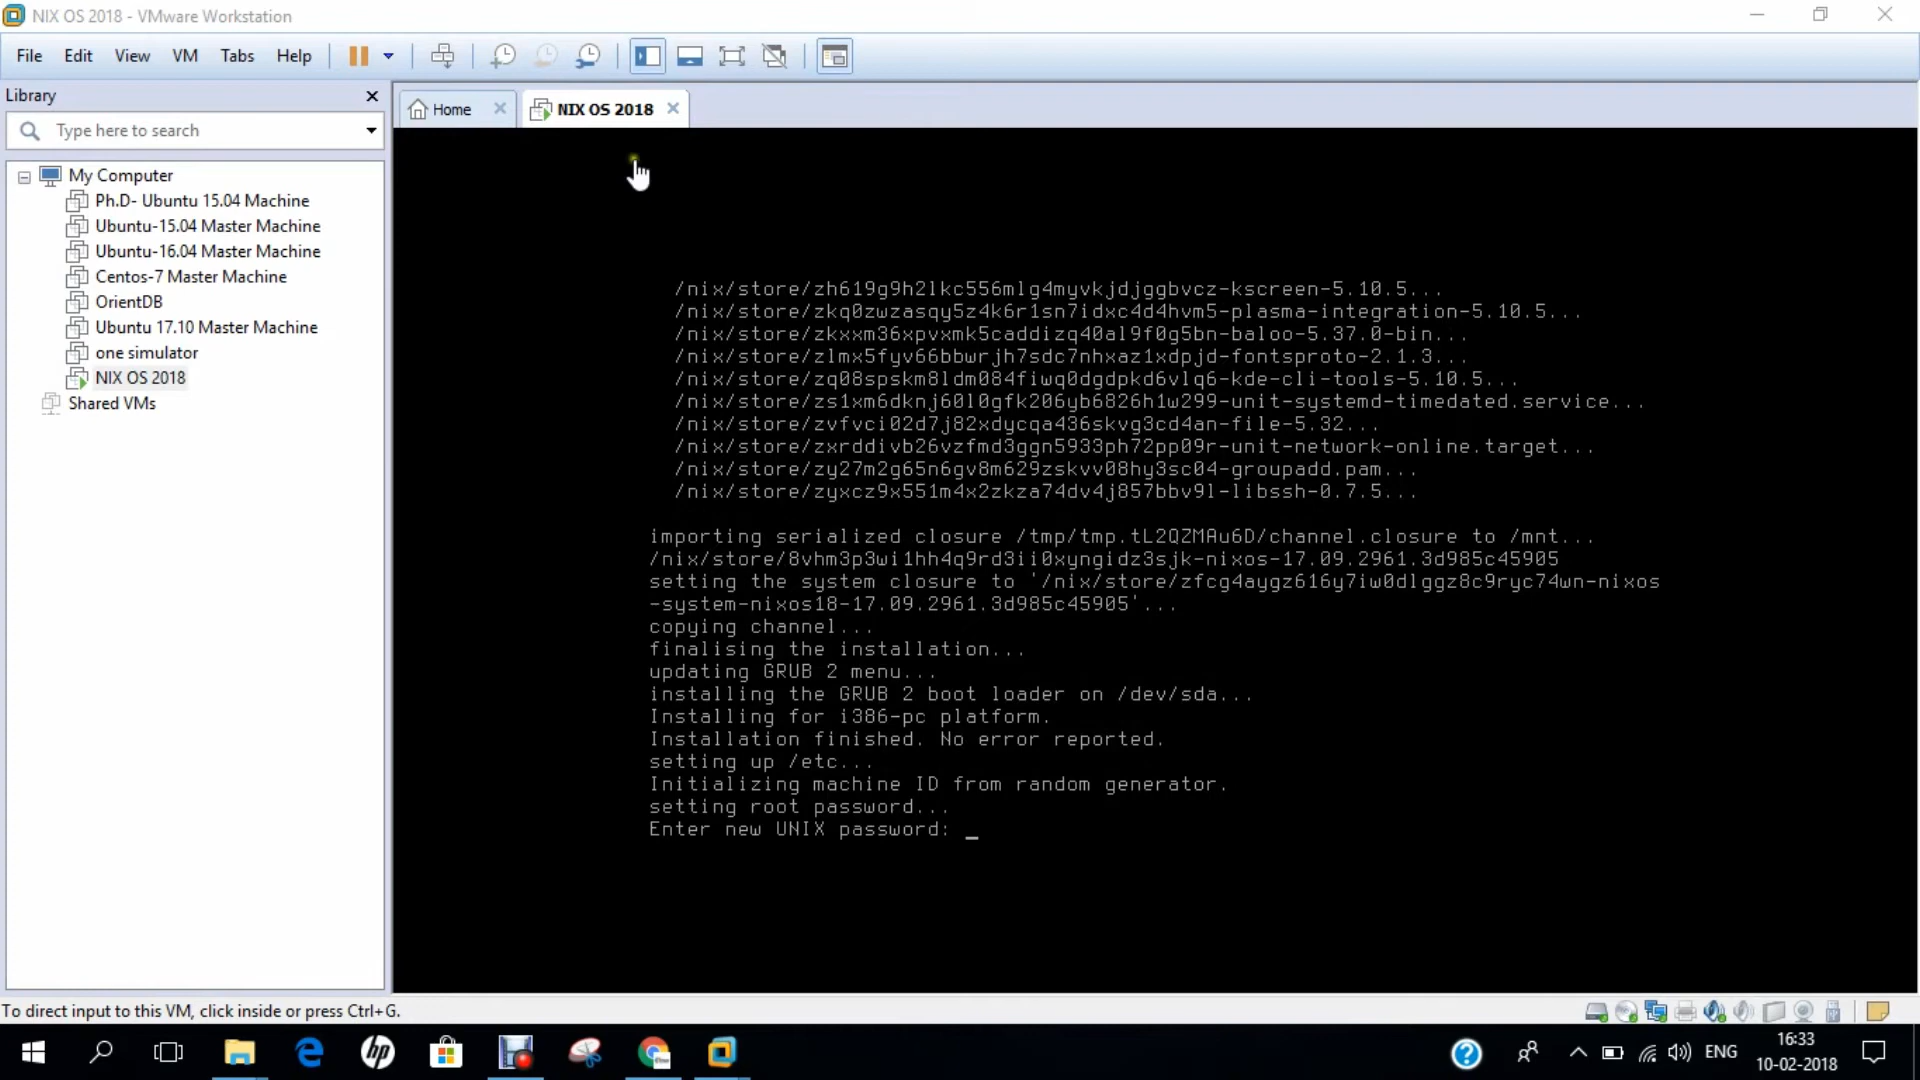 NIX OS 2018 - VMware Workstation
File Edit View VM Tabs Help
Library
Type here to search
My Computer
Ph.D- Ubuntu 15.04 Machine
Ubuntu-15.04 Master Machine
Ubuntu-16.04 Master Machine
Centos-7 Master Machine
OrientDB
Ubuntu 17.10 Master Machine
one simulator
NIX OS 2018
Shared VMs
Home
NIX OS 2018
/nix/store/zh619g9h2lkc556mlg4myvkjdjggbvcz-kscreen-5.10.5...
/nix/store/zkq0zuzasqy5z4k6r1sn7idxc4d4hvm5-plasma-integration-5.10.5...
/nix/store/zkxxm36xpvxmk5caddizq40al9f0g5bn-baloo-5.37.0-bin...
/nix/store/zlmx5fyv66bbwrjh7sdc7nhxaz1xdpjd-fontsproto-2.1.3...
/nix/store/zq08spskm8ldm084fiwq0dgdpkd6vlq6-kde-cli-tools-5.10.5...
/nix/store/zs1xm6dknj60l0gfk206yb6826h1w299-unit-systemd-timedated.service...
/nix/store/zvfvci02d7j82xdycqa436skvg3cd4an-file-5.32...
/nix/store/zxrddivb26vzfmd3ggn5933ph72pp09r-unit-network-online.target...
/nix/store/zy27m2g65n6gv8m629zskvv08hy3sc04-groupadd.pam...
/nix/store/zyxcz9x551m4x2zkza74dv4j857bbv9l-libssh-0.7.5...
importing serialized closure /tmp/tmp.tL2QZMAu6D/channel.closure to /mnt...
/nix/store/8vhm3p3wi1hh4q9rd3ii0xyngidz3sjk-nixos-17.09.2961.3d985c45905
setting the system closure to '/nix/store/zfcg4aygz616y7iw0dlggz8c9ryc74wn-nixos
-system-nixos18-17.09.2961.3d985c45905'...
copying channel...
finalising the installation...
updating GRUB 2 menu...
installing the GRUB 2 boot loader on /dev/sda...
Installing for i386-pc platform.
Installation finished. No error reported.
setting up /etc...
Initializing machine ID from random generator.
setting root password...
Enter new UNIX password: _
To direct input to this VM, click inside or press Ctrl+G.
ENG
16:33
10-02-2018